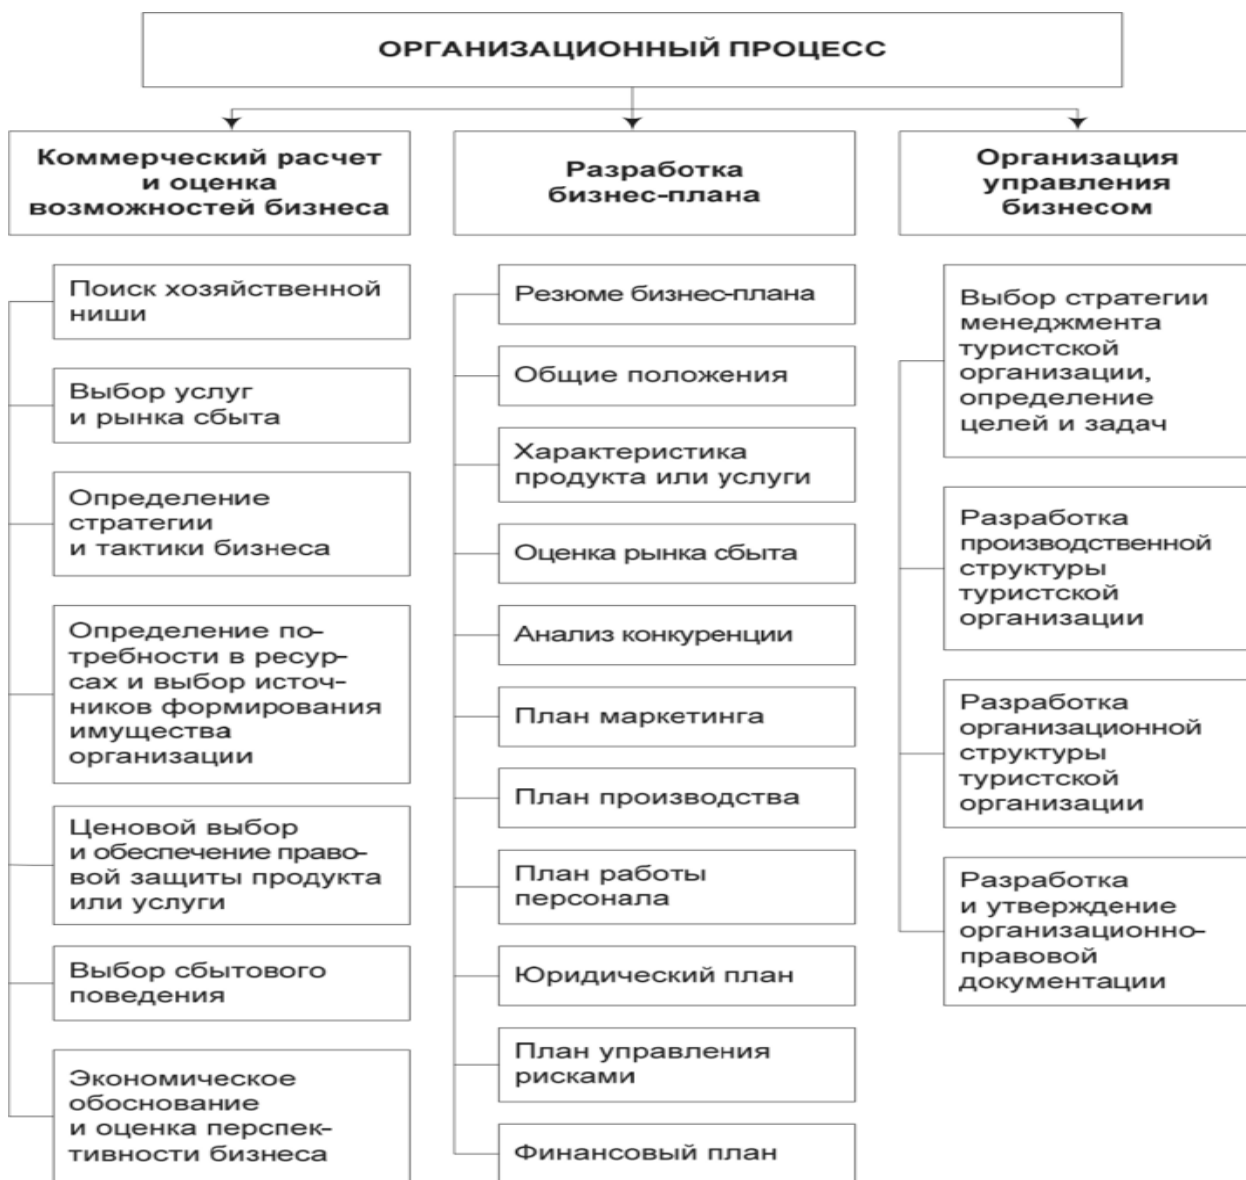 ОРГАНИЗАЦИОННЫЙ ПРОЦЕСС
Коммерческий расчет
и оценка
возможностей бизнеса
Поиск хозяйственной
ниши
Выбор услуг
и рынка сбыта
Определение
стратегии
и тактики бизнеса
Определение по-
требности в ресур-
сах и выбор источ-
ников формирования
имущества
организации
Ценовой выбор
и обеспечение право-
вой защиты продукта
или услуги
Выбор сбытового
поведения
Экономическое
обоснование
и оценка перспек-
тивности бизнеса
Разработка
бизнес-плана
Резюме бизнес-плана
Общие положения
Характеристика
продукта или услуги
Оценка рынка сбыта
Анализ конкуренции
План маркетинга
План производства
План работы
персонала
Юридический план
План управления
рисками
Финансовый план
Организация
управления
бизнесом
Выбор стратегии
менеджмента
туристской
организации,
определение
целей и задач
Разработка
производственной
структуры
туристской
организации
Разработка
организационной
структуры
туристской
организации
Разработка
и утверждение
организационно-
правовой
документации